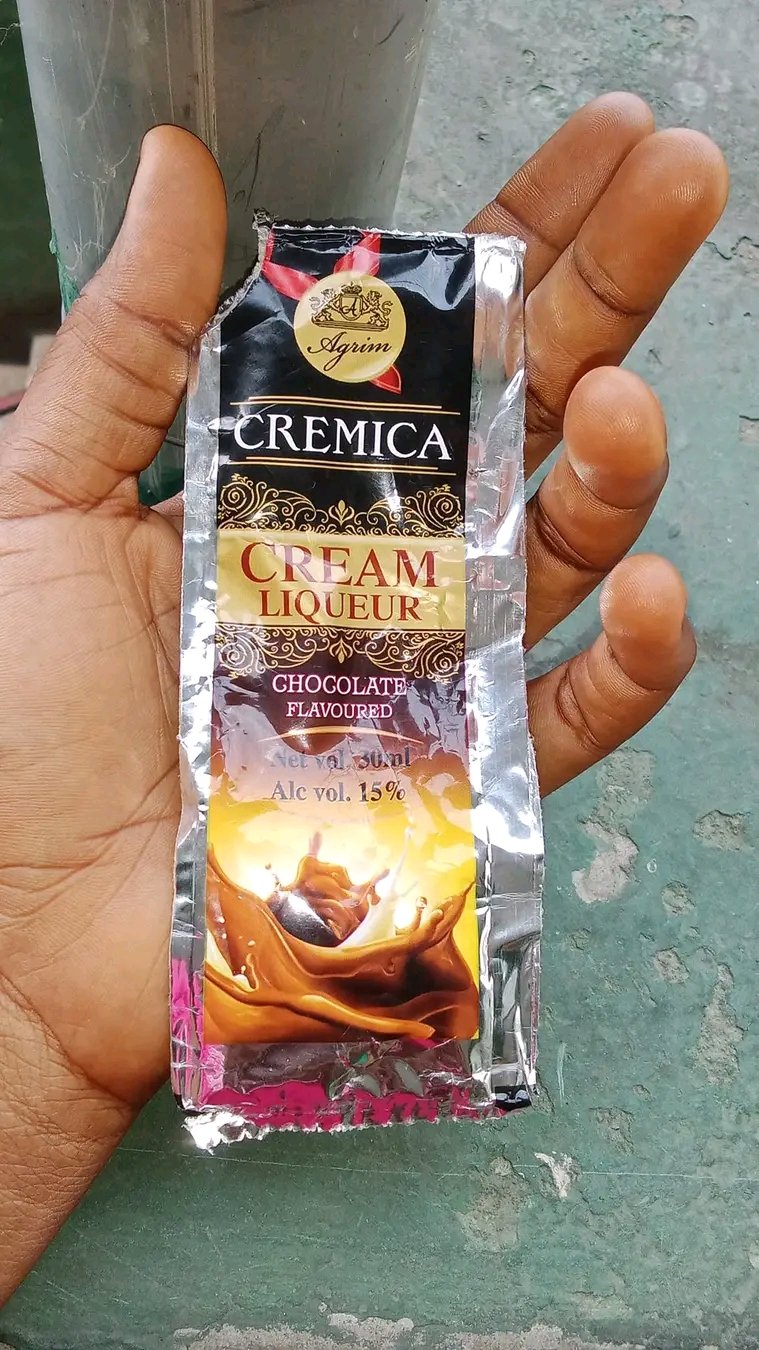 A
Agrim
CREMICA
CREAM
LIQUEUR
CHOCOLATE
FLAVOURED
Net vol. 30ml
Alc vol. 15%